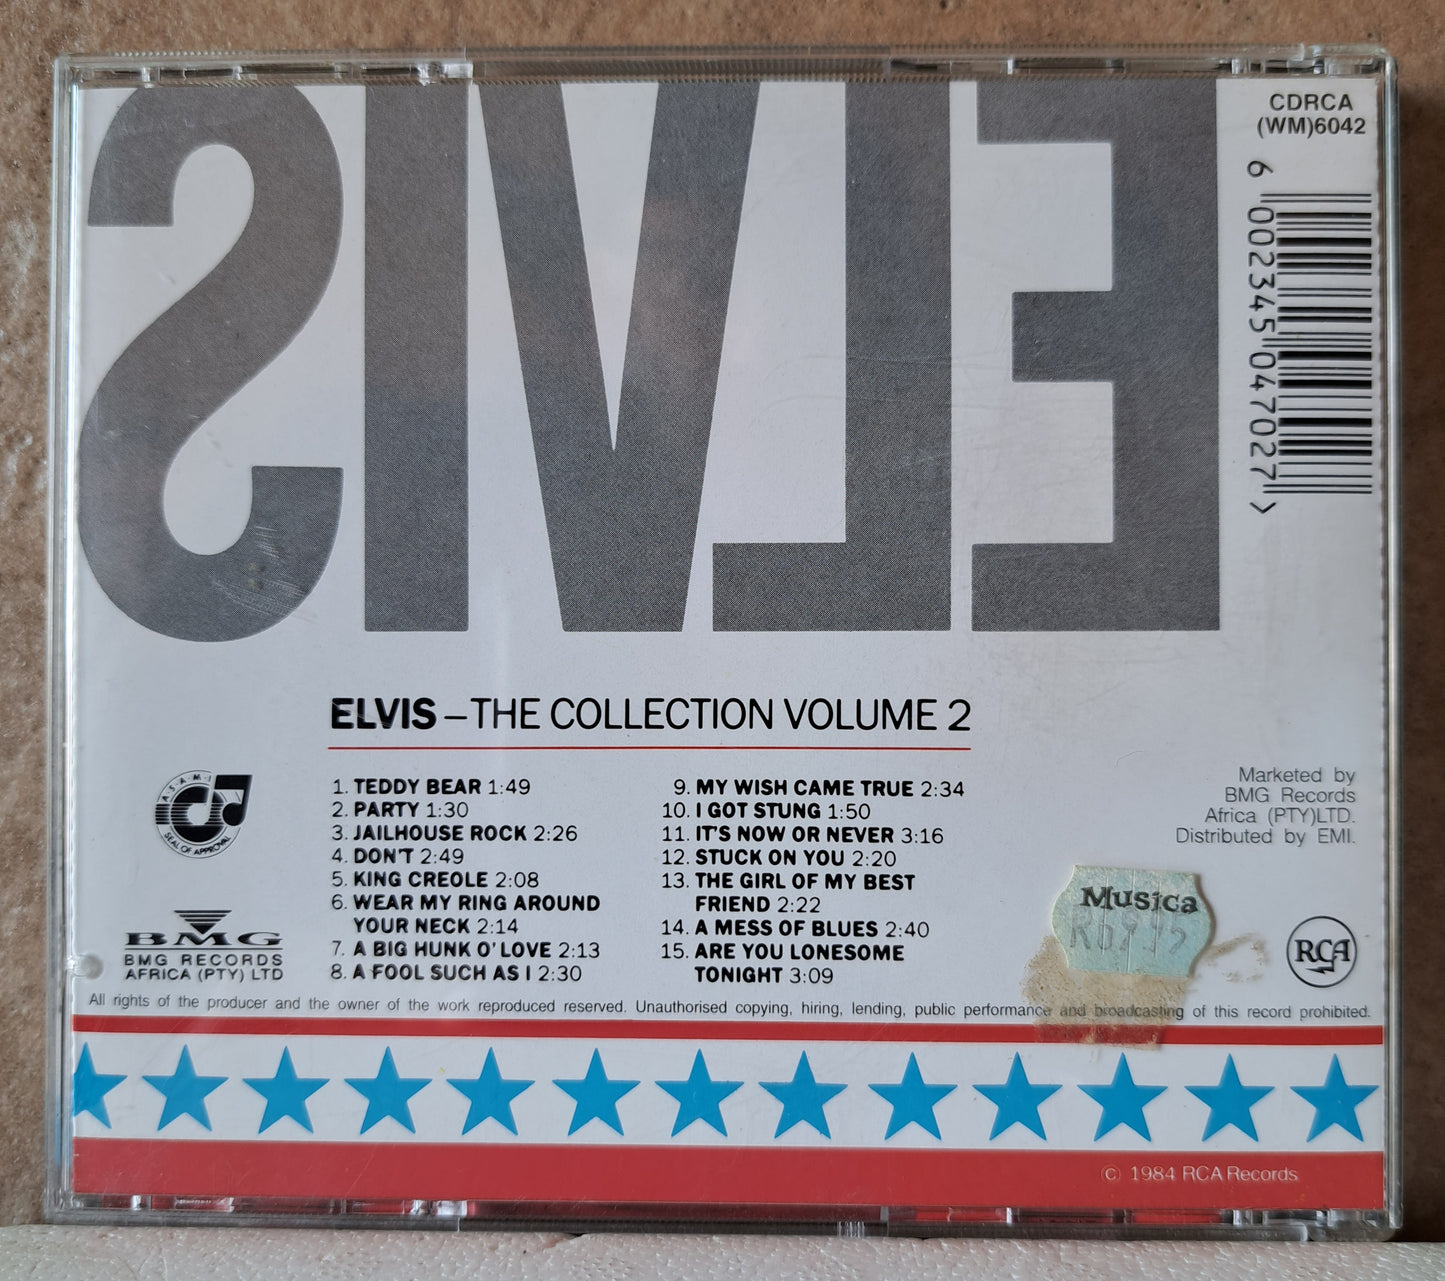 ELVIS
CDRCA
(WM)6042
6 002345 047027 >
ELVIS – THE COLLECTION VOLUME 2
1. TEDDY BEAR 1:49
2. PARTY 1:30
3. JAILHOUSE ROCK 2:26
4. DON'T 2:49
5. KING CREOLE 2:08
6. WEAR MY RING AROUND
YOUR NECK 2:14
7. A BIG HUNK O' LOVE 2:13
8. A FOOL SUCH AS I 2:30
9. MY WISH CAME TRUE 2:34
10. I GOT STUNG 1:50
11. IT'S NOW OR NEVER 3:16
12. STUCK ON YOU 2:20
13. THE GIRL OF MY BEST
FRIEND 2:22
14. A MESS OF BLUES 2:40
15. ARE YOU LONESOME
TONIGHT 3:09
A·S·A·M·I
SEAL OF APPROVAL
BMG
BMG RECORDS
AFRICA (PTY) LTD
Marketed by
BMG Records
Africa (PTY)LTD.
Distributed by EMI.
Musica
RCA
All rights of the producer and the owner of the work reproduced reserved. Unauthorised copying, hiring, lending, public performance and broadcasting of this record prohibited.
© 1984 RCA Records